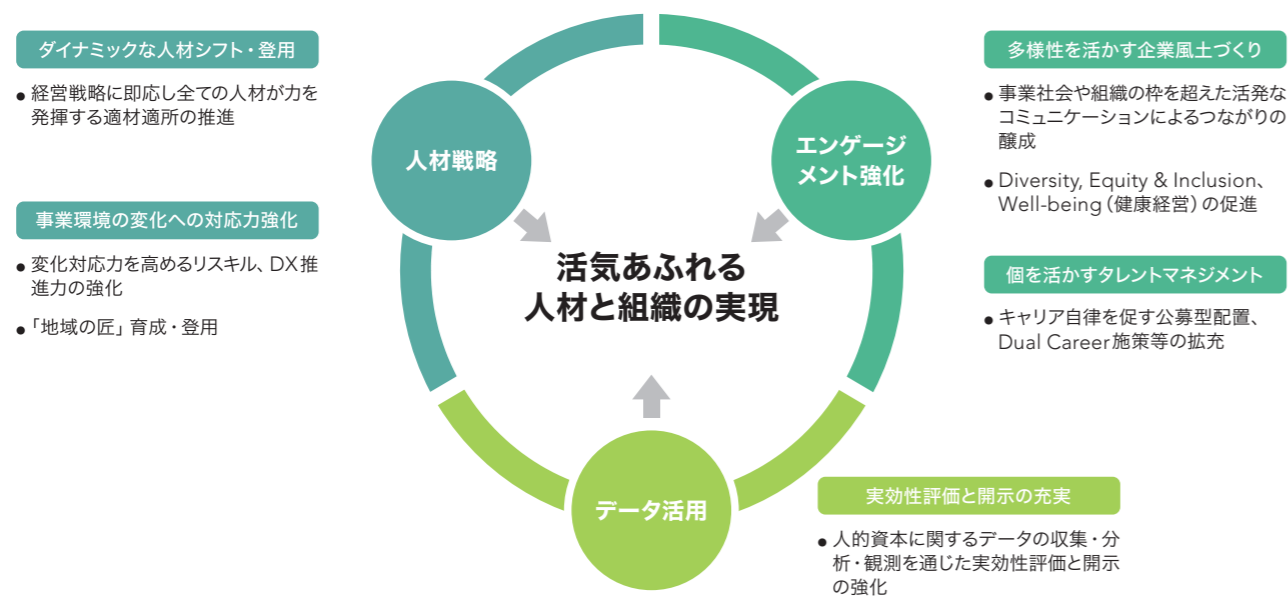 ダイナミックな人材シフト・登用
● 経営戦略に即応し全ての人材が力を
発揮する適材適所の推進
事業環境の変化への対応力強化
● 変化対応力を高めるリスキル、DX推
進力の強化
● 「地域の匠」育成・登用
人材戦略
エンゲージ
メント強化
活気あふれる
人材と組織の実現
データ活用
多様性を活かす企業風土づくり
● 事業社会や組織の枠を超えた活発な
コミュニケーションによるつながりの
醸成
● Diversity, Equity & Inclusion、
Well-being（健康経営）の促進
個を活かすタレントマネジメント
● キャリア自律を促す公募型配置、
Dual Career施策等の拡充
実効性評価と開示の充実
● 人的資本に関するデータの収集・分
析・観測を通じた実効性評価と開示
の強化